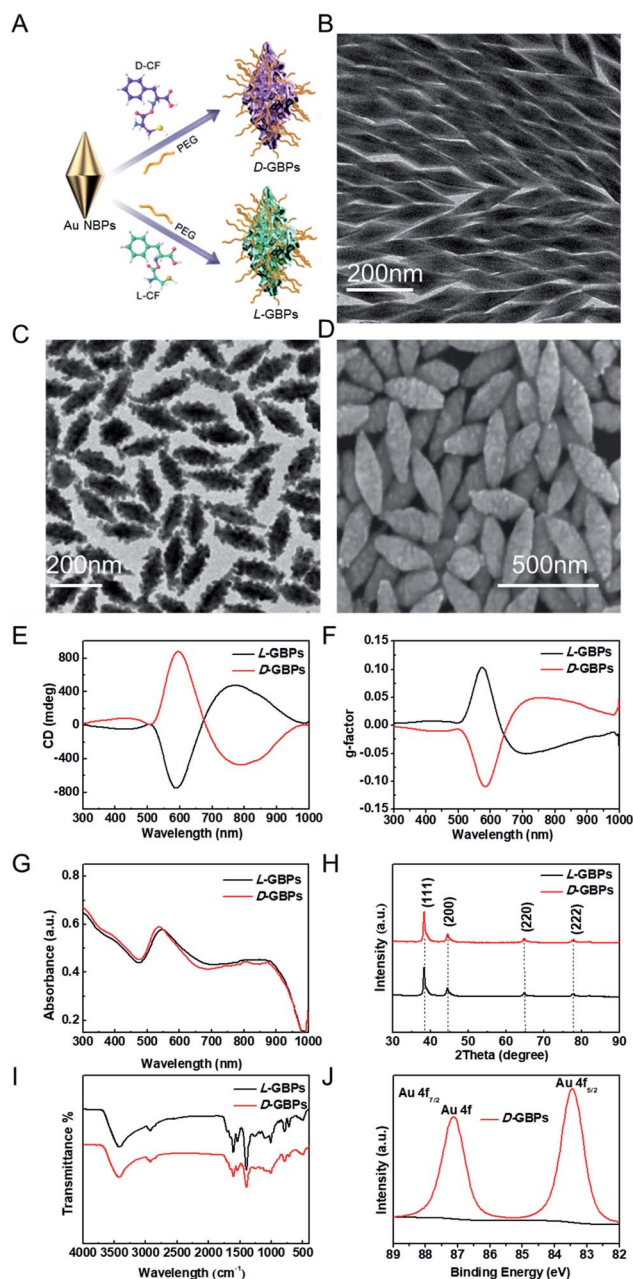 A
D-CF
PEG
D-GBPs
Au NBPs
PEG
L-CF
L-GBPs
B
200nm
C
200nm
D
500nm
E
CD (mdeg)
800
400
0
-400
-800
L-GBPs
D-GBPs
300 400 500 600 700 800 900 1000
Wavelength (nm)
F
g-factor
0.15
0.10
0.05
0.00
-0.05
-0.10
-0.15
L-GBPs
D-GBPs
300 400 500 600 700 800 900 1000
Wavelength (nm)
G
Absorbance (a.u.)
0.8
0.6
0.4
0.2
L-GBPs
D-GBPs
300 400 500 600 700 800 900 1000
Wavelength (nm)
H
Intensity (a.u.)
L-GBPs
D-GBPs
(111)
(200)
(220)
(222)
30 40 50 60 70 80 90
2Theta (degree)
I
Transmittance %
L-GBPs
D-GBPs
4000 3500 3000 2500 2000 1500 1000 500
Wavelength (cm⁻¹)
J
Intensity (a.u.)
Au 4f7/2
Au 4f
Au 4f5/2
D-GBPs
89 88 87 86 85 84 83 82
Binding Energy (eV)